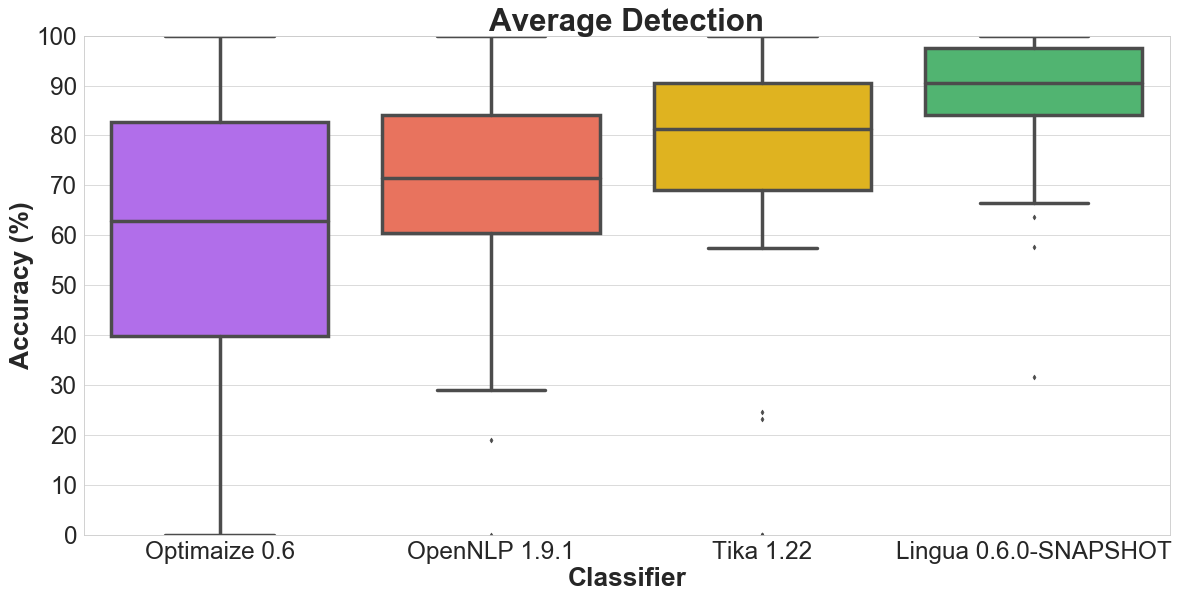 Average Detection
Accuracy (%)
100
90
80
70
60
50
40
30
20
10
0
Optimaize 0.6
OpenNLP 1.9.1
Tika 1.22
Lingua 0.6.0-SNAPSHOT
Classifier